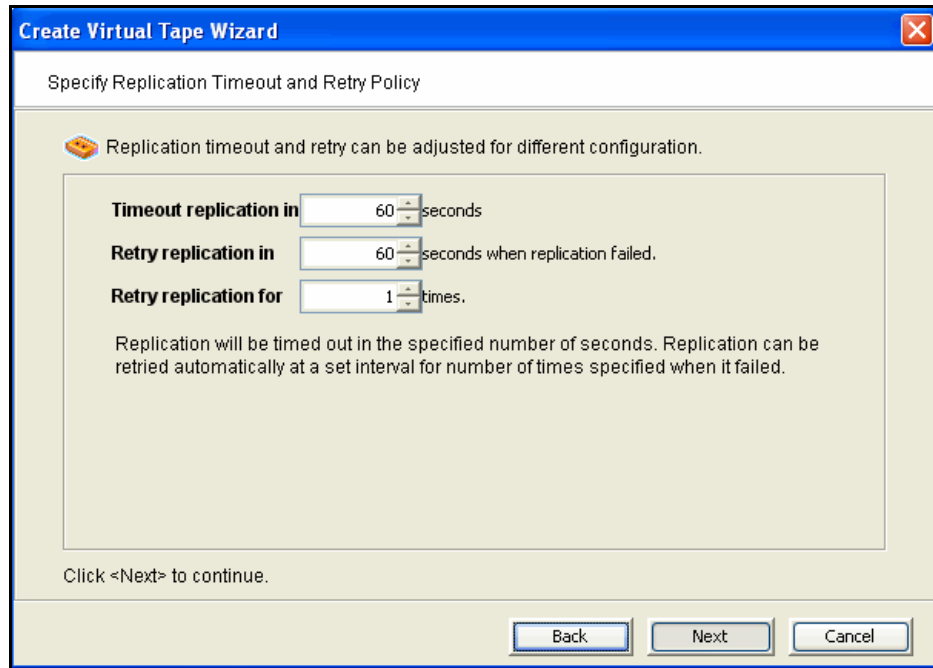 Create Virtual Tape Wizard
Specify Replication Timeout and Retry Policy
Replication timeout and retry can be adjusted for different configuration.
Timeout replication in 60 seconds
Retry replication in 60 seconds when replication failed.
Retry replication for 1 times.
Replication will be timed out in the specified number of seconds. Replication can be
retried automatically at a set interval for number of times specified when it failed.
Click <Next> to continue.
Back Next Cancel